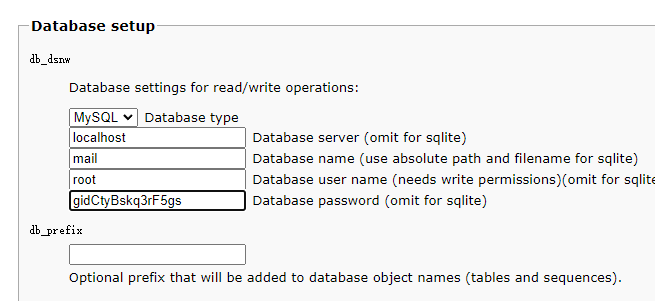 Database setup
db_dsnw
Database settings for read/write operations:
MySQL Database type
localhost Database server (omit for sqlite)
mail Database name (use absolute path and filename for sqlite)
root Database user name (needs write permissions)(omit for sqlite
gidCtyBskq3rF5gs Database password (omit for sqlite)
db_prefix
Optional prefix that will be added to database object names (tables and sequences).